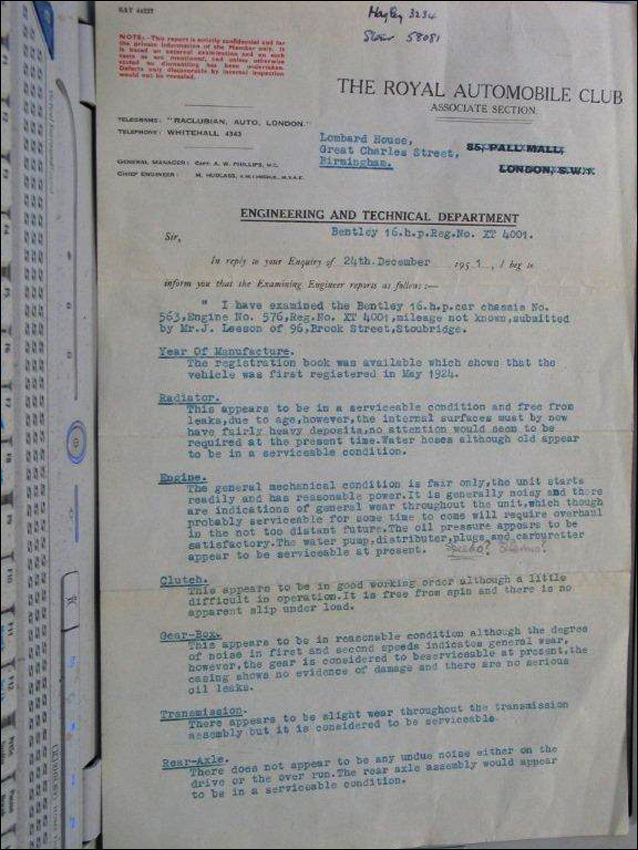 Hagley 3234
58081
NOTE:-This report is strictly confidential and for
the private information of the Member only. It
is based on external examination and on such
tests as are mentioned, and unless otherwise
stated no dismantling has been undertaken.
Defects only discoverable by internal inspection
would not be revealed.
THE ROYAL AUTOMOBILE CLUB
ASSOCIATE SECTION.
TELEGRAMS: "RACLUBIAN, AUTO, LONDON."
TELEPHONE: WHITEHALL 4343
Lombard House,
Great Charles Street,
Birmingham.
85, PALL MALL,
LONDON, S.W.1.
GENERAL MANAGER: CAPT. A. W. PHILLIPS, M.C.
CHIEF ENGINEER: M. HUDLASS,
ENGINEERING AND TECHNICAL DEPARTMENT
Bentley 16.h.p.Reg.No. XT 4001.
Sir,
In reply to your Enquiry of 24th.December 1951, I beg to
inform you that the Examining Engineer reports as follows:—
" I have examined the Bentley 16.h.p.car chassis No.
563,Engine No. 576,Reg.No. XT 4001,mileage not known,submitted
by Mr.J. Leeson of 96,Brook Street,Stoubridge.
Year Of Manufacture.
The registration book was available which shows that the
vehicle was first registered in May 1924.
Radiator.
This appears to be in a serviceable condition and free from
leaks,due to age,however,the internal surfaces must by now
have fairly heavy deposits,no attention would seem to be
required at the present time.Water hoses although old appear
to be in a serviceable condition.
Engine.
The general mechanical condition is fair only,the unit starts
readily and has reasonable power.It is generally noisy and there
are indications of general wear throughout the unit,which though
probably serviceable for some time to come will require overhaul
in the not too distant future.The oil pressure appears to be
satisfactory.The water pump,distributer,plugs,and carburetter
appear to be serviceable at present.
Clutch.
This appears to be in good working order although a little
difficult in operation.It is free from spin and there is no
apparent slip under load.
Gear-Box.
This appears to be in reasonable condition although the degree
of noise in first and second speeds indicates general wear,
however,the gear is considered to beserviceable at present,the
casing shows no evidence of damage and there are no serious
oil leaks.
Transmission.
There appears to be slight wear throughout the transmission
assembly but it is considered to be serviceable
Rear-Axle.
There does not appear to be any undue noise either on the
drive or the over run.The rear axle assembly would appear
to be in a serviceable condition.